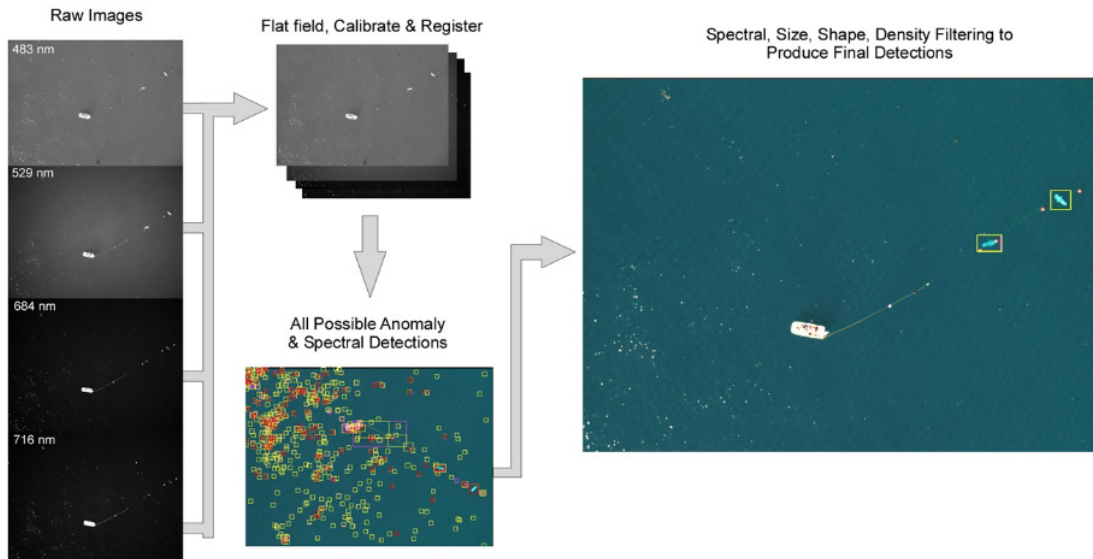 Raw Images
483 nm
529 nm
684 nm
716 nm
Flat field, Calibrate & Register
All Possible Anomaly
& Spectral Detections
Spectral, Size, Shape, Density Filtering to
Produce Final Detections